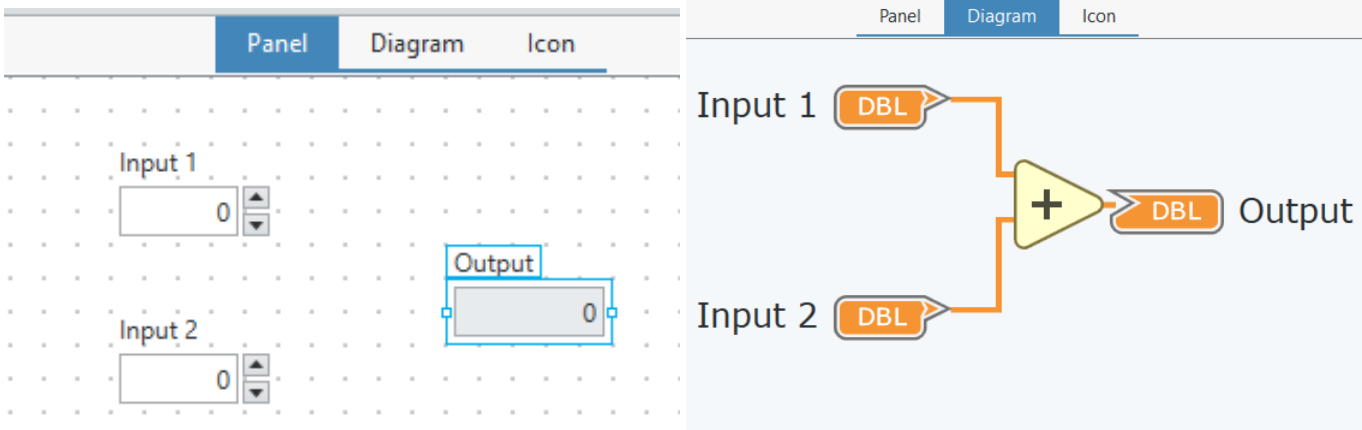 Panel Diagram Icon
Input 1
0
Output
0
Input 2
0
Panel Diagram Icon
Input 1 DBL
+
DBL Output
Input 2 DBL